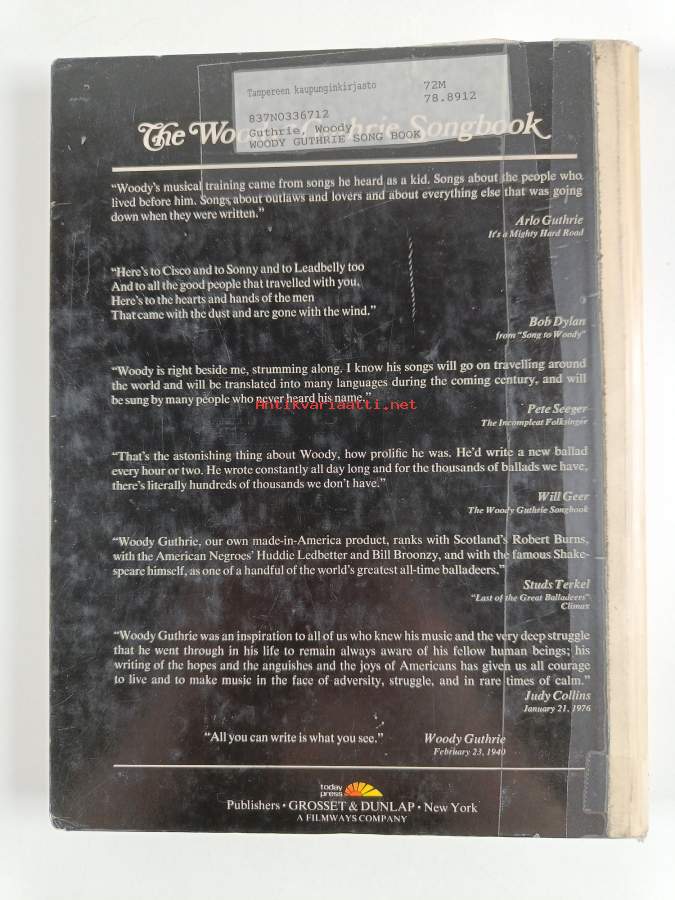 Tampereen kaupunginkirjasto 72M
78.8912
837N0336712
Guthrie, Woody
WOODY GUTHRIE SONG BOOK
The Woody Guthrie Songbook
“Woody’s musical training came from songs he heard as a kid. Songs about the people who
lived before him. Songs about outlaws and lovers and about everything else that was going
down when they were written.”
Arlo Guthrie
It's a Mighty Hard Road
“Here’s to Cisco and to Sonny and to Leadbelly too
And to all the good people that travelled with you.
Here’s to the hearts and hands of the men
That came with the dust and are gone with the wind.”
Bob Dylan
from “Song to Woody”
“Woody is right beside me, strumming along. I know his songs will go on travelling around
the world and will be translated into many languages during the coming century, and will
be sung by many people who never heard his name.”
Antikvariaatti.net
Pete Seeger
The Incompleat Folksinger
“That’s the astonishing thing about Woody, how prolific he was. He’d write a new ballad
every hour or two. He wrote constantly all day long and for the thousands of ballads we have,
there’s literally hundreds of thousands we don’t have.”
Will Geer
The Woody Guthrie Songbook
“Woody Guthrie, our own made-in-America product, ranks with Scotland’s Robert Burns,
with the American Negroes’ Huddie Ledbetter and Bill Broonzy, and with the famous Shake-
speare himself, as one of a handful of the world’s greatest all-time balladeers.”
Studs Terkel
“Last of the Great Balladeers”
Climax
“Woody Guthrie was an inspiration to all of us who knew his music and the very deep struggle
that he went through in his life to remain always aware of his fellow human beings; his
writing of the hopes and the anguishes and the joys of Americans has given us all courage
to live and to make music in the face of adversity, struggle, and in rare times of calm.”
Judy Collins
January 21, 1976
“All you can write is what you see.” Woody Guthrie
February 23, 1940
today
press
Publishers • GROSSET & DUNLAP • New York
A FILMWAYS COMPANY